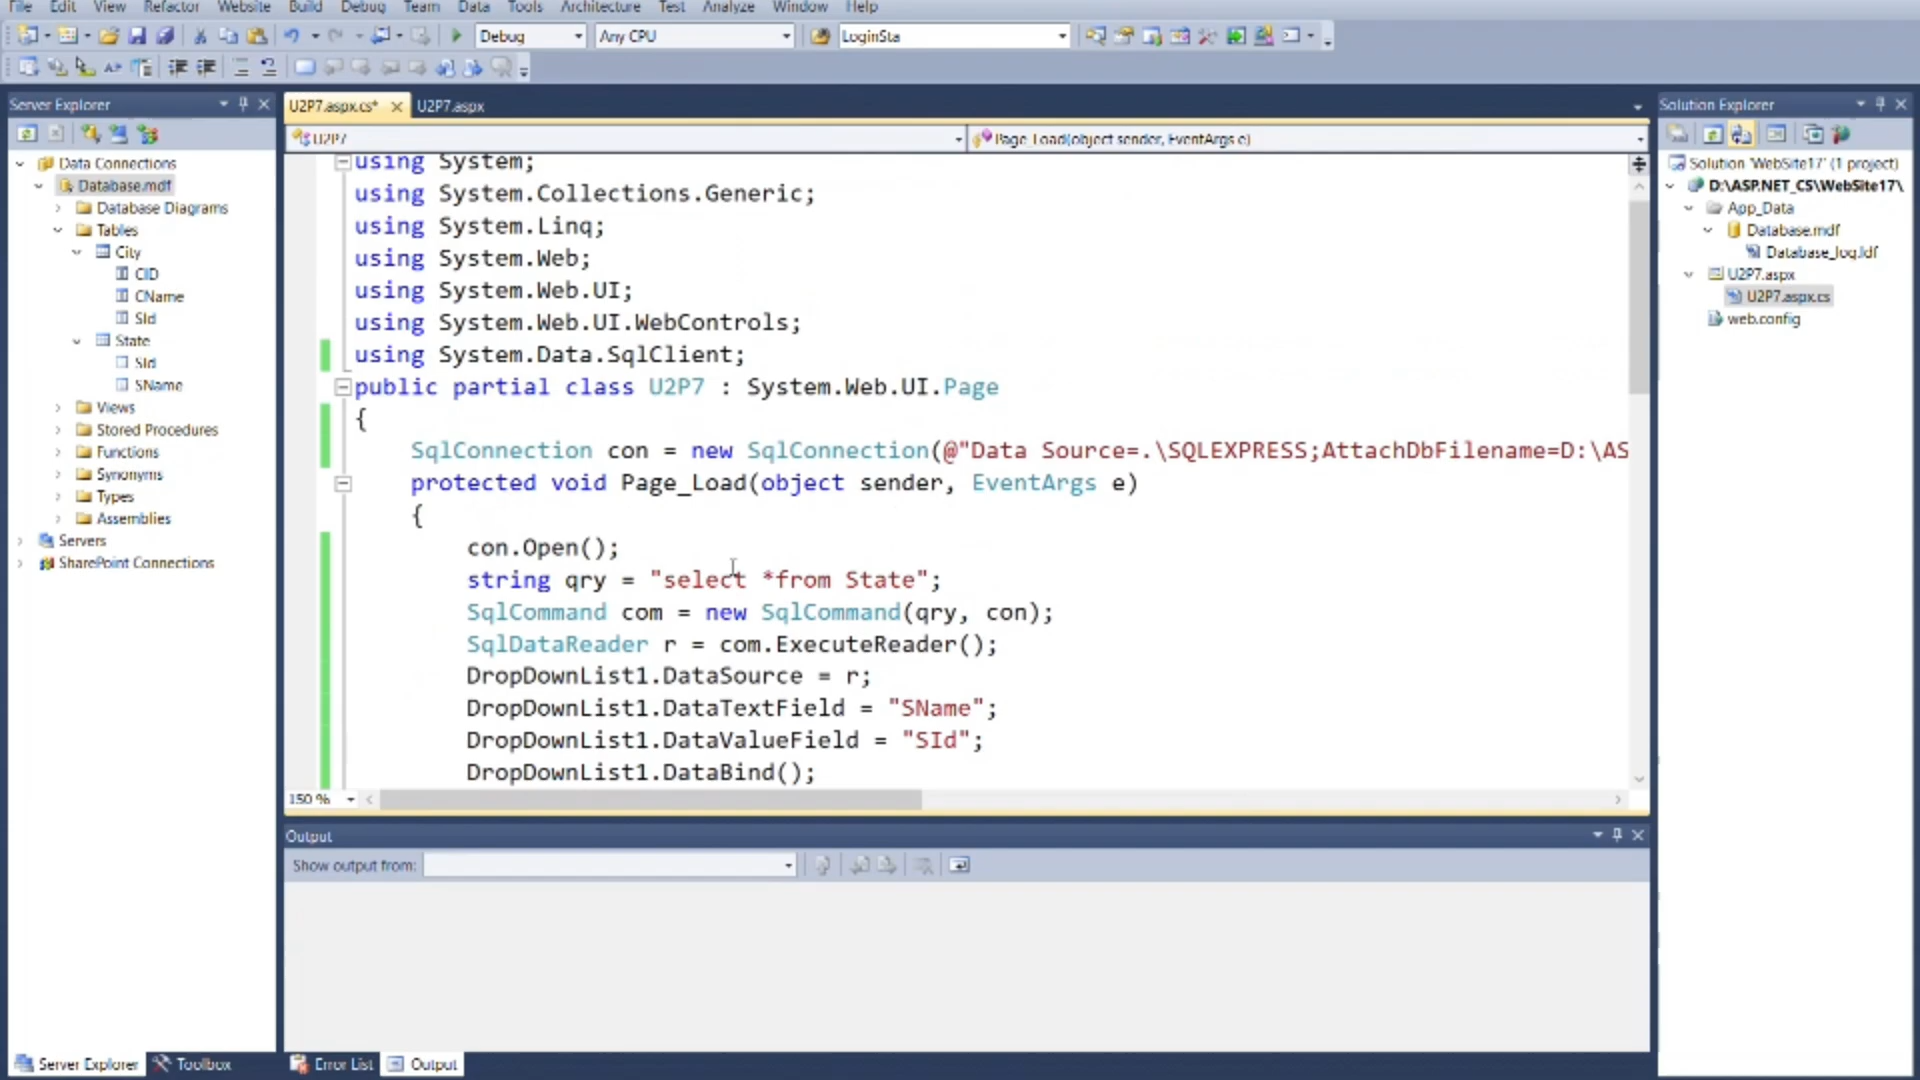 File Edit View Refactor Website Build Debug Team Data Tools Architecture Test Analyze Window Help
Debug Any CPU LoginSta
Server Explorer
Data Connections
Database.mdf
Database Diagrams
Tables
City
CID
CName
SId
State
SId
SName
Views
Stored Procedures
Functions
Synonyms
Types
Assemblies
Servers
SharePoint Connections
Server Explorer Toolbox
U2P7.aspx.cs* U2P7.aspx
U2P7 Page_Load(object sender, EventArgs e)
using System;
using System.Collections.Generic;
using System.Linq;
using System.Web;
using System.Web.UI;
using System.Web.UI.WebControls;
using System.Data.SqlClient;
public partial class U2P7 : System.Web.UI.Page
{
SqlConnection con = new SqlConnection(@"Data Source=.\SQLEXPRESS;AttachDbFilename=D:\AS
protected void Page_Load(object sender, EventArgs e)
{
con.Open();
string qry = "select *from State";
SqlCommand com = new SqlCommand(qry, con);
SqlDataReader r = com.ExecuteReader();
DropDownList1.DataSource = r;
DropDownList1.DataTextField = "SName";
DropDownList1.DataValueField = "SId";
DropDownList1.DataBind();
150 %
Output
Show output from:
Error List Output
Solution Explorer
Solution 'WebSite17' (1 project)
D:\ASP.NET_CS\WebSite17\
App_Data
Database.mdf
Database_log.ldf
U2P7.aspx
U2P7.aspx.cs
web.config